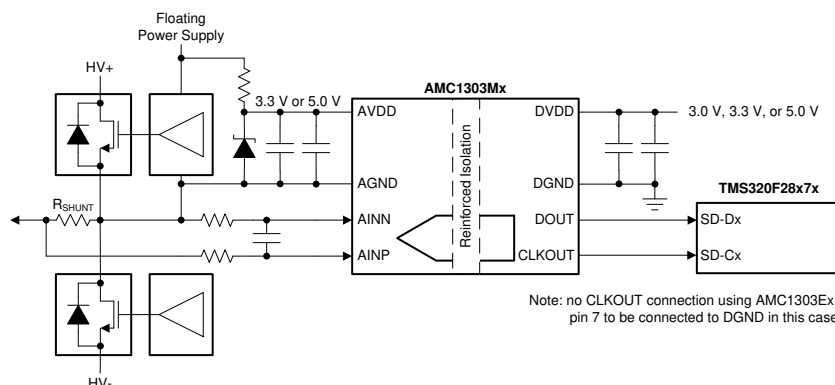 Floating
Power Supply
HV+
AMC1303Mx
3.3 V or 5.0 V
AVDD
DVDD
3.0 V, 3.3 V, or 5.0 V
Reinforced Isolation
AGND
DGND
TMS320F28x7x
RSHUNT
AINN
DOUT
SD-Dx
AINP
CLKOUT
SD-Cx
Note: no CLKOUT connection using AMC1303Ex
pin 7 to be connected to DGND in this case
HV-